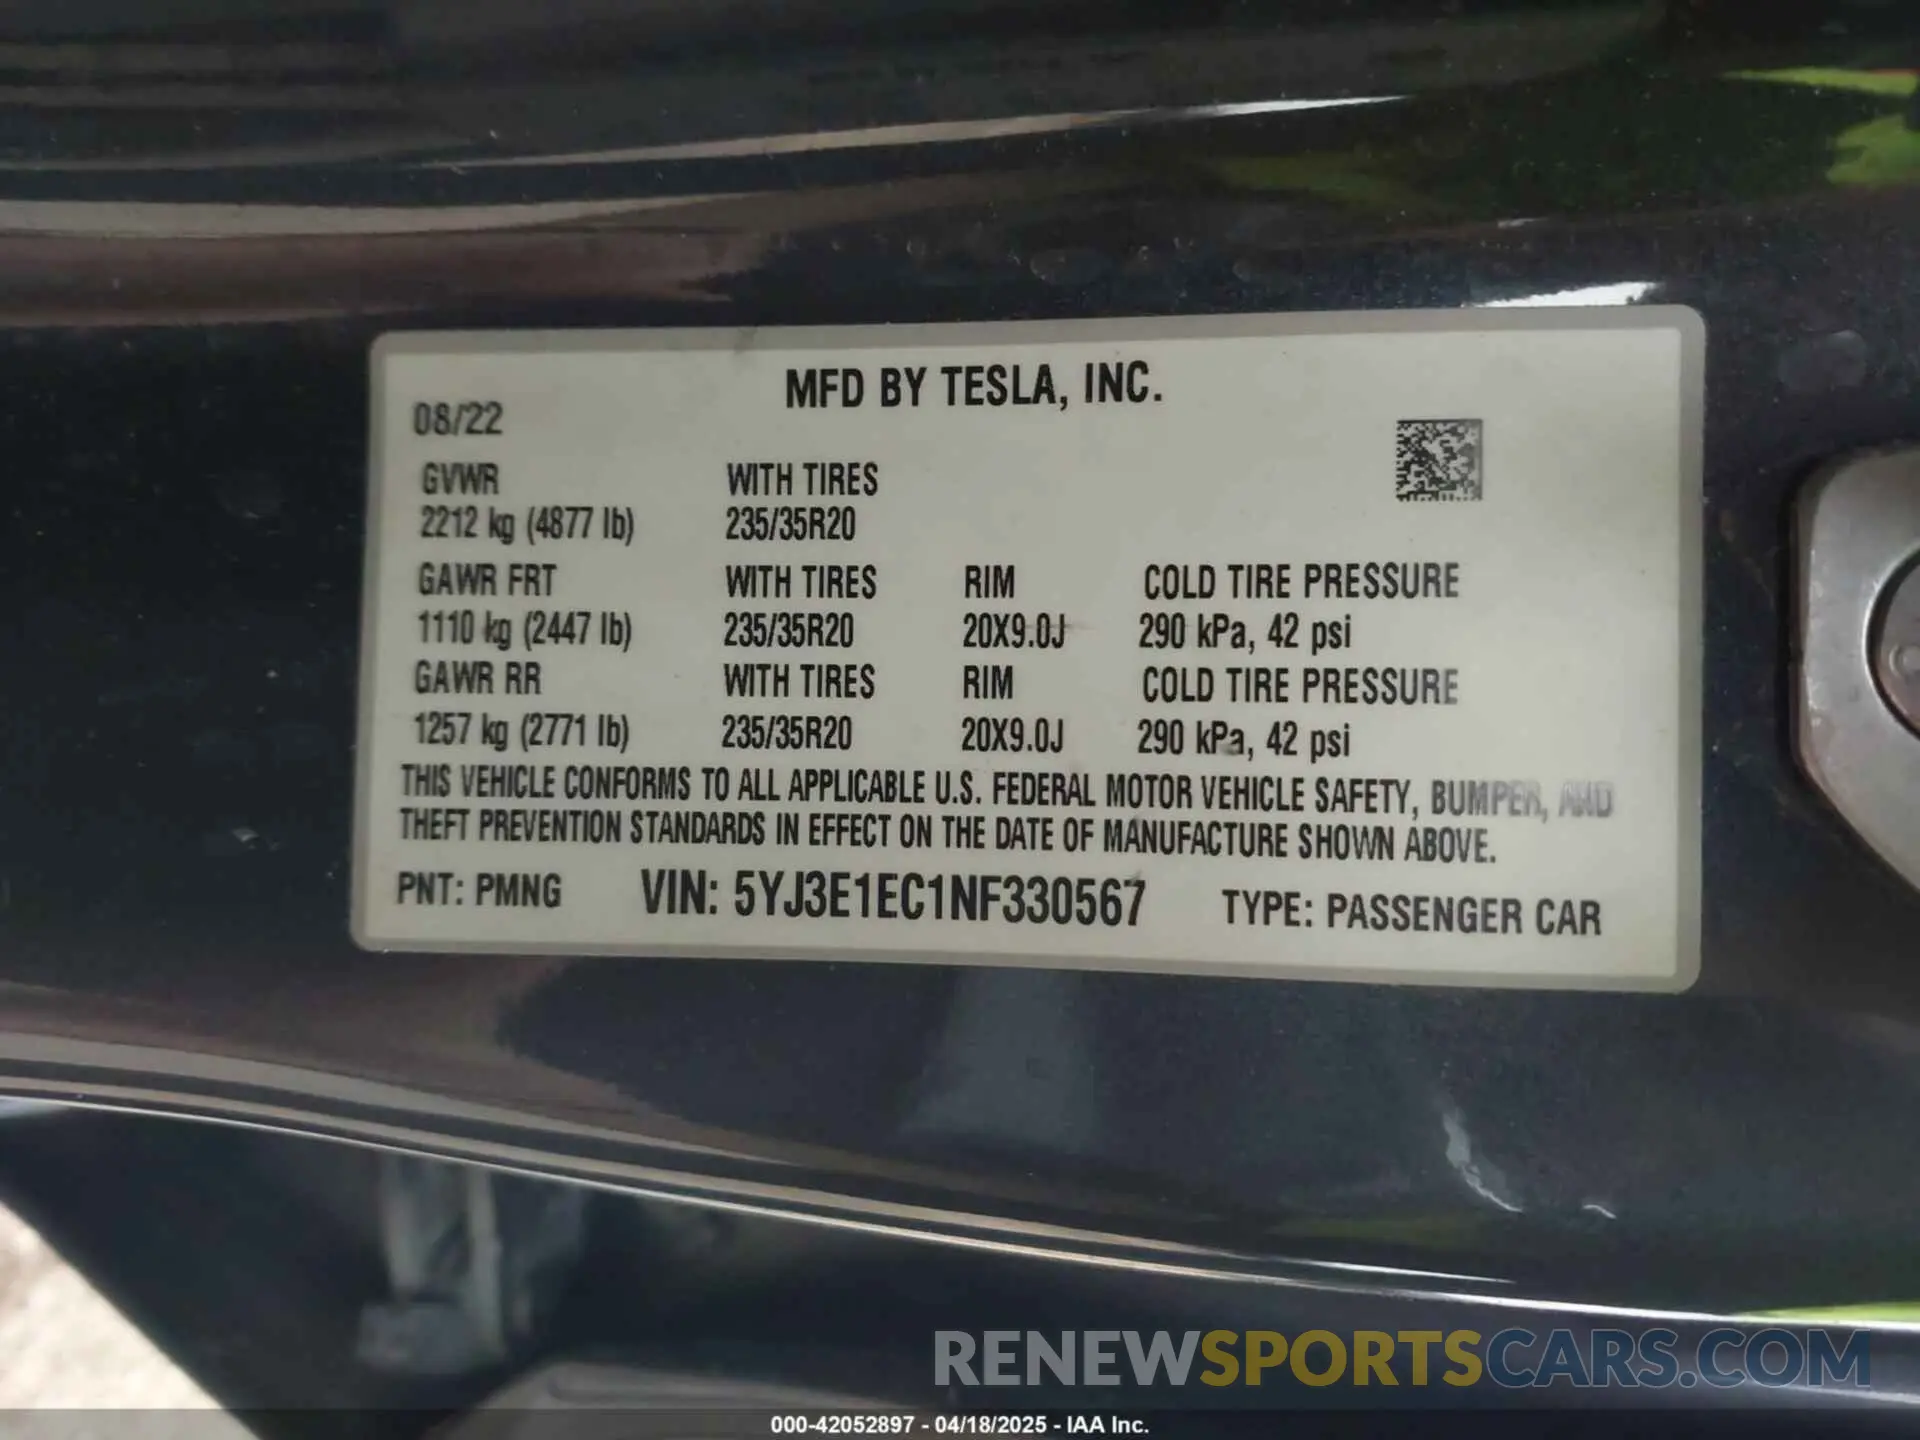 MFD BY TESLA, INC.
08/22
GVWR WITH TIRES
2212 kg (4877 lb) 235/35R20
GAWR FRT WITH TIRES RIM COLD TIRE PRESSURE
1110 kg (2447 lb) 235/35R20 20X9.0J 290 kPa, 42 psi
GAWR RR WITH TIRES RIM COLD TIRE PRESSURE
1257 kg (2771 lb) 235/35R20 20X9.0J 290 kPa, 42 psi
THIS VEHICLE CONFORMS TO ALL APPLICABLE U.S. FEDERAL MOTOR VEHICLE SAFETY, BUMPER, AND
THEFT PREVENTION STANDARDS IN EFFECT ON THE DATE OF MANUFACTURE SHOWN ABOVE.
PNT: PMNG VIN: 5YJ3E1EC1NF330567 TYPE: PASSENGER CAR
RENEWSPORTSCARS.COM
000-42052897 - 04/18/2025 - IAA Inc.